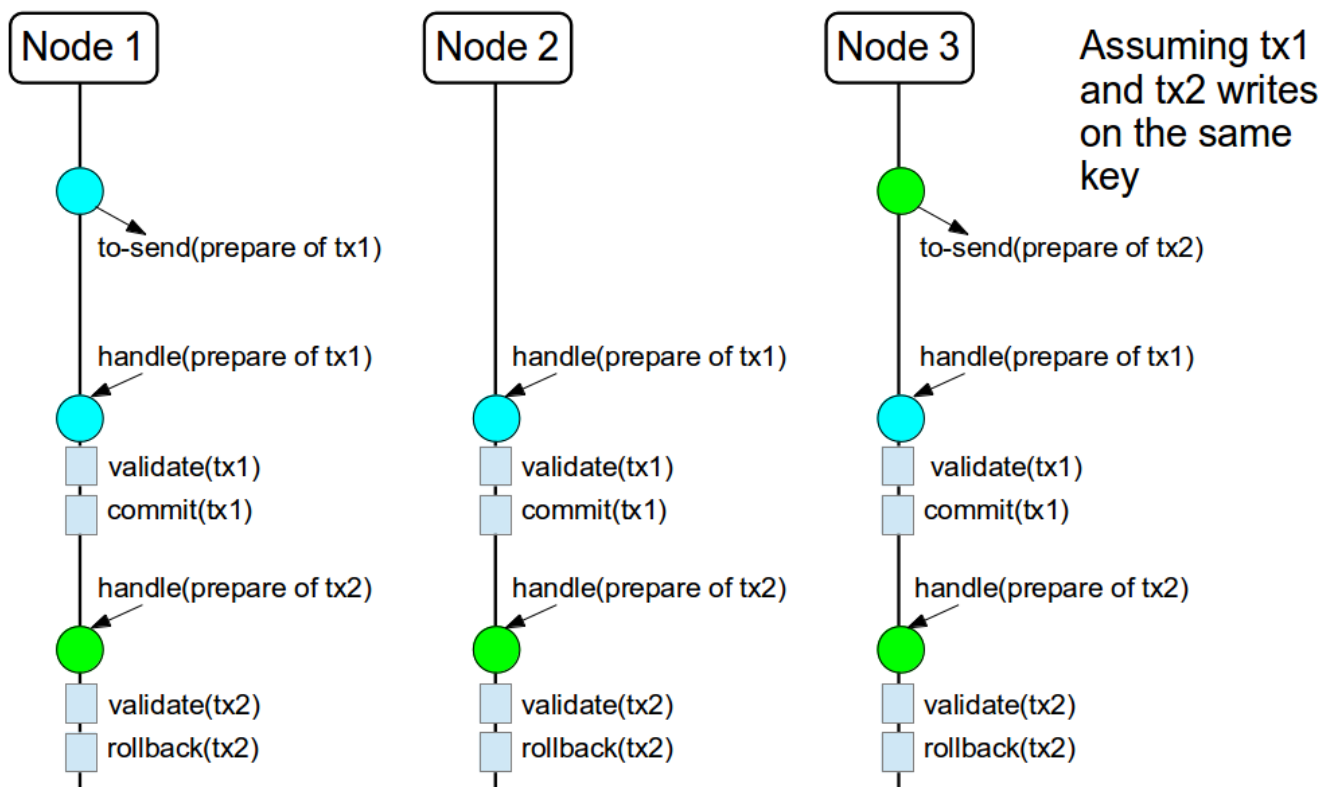 Node 1
Node 2
Node 3
Assuming tx1
and tx2 writes
on the same
key
to-send(prepare of tx1)
to-send(prepare of tx2)
handle(prepare of tx1)
handle(prepare of tx1)
handle(prepare of tx1)
validate(tx1)
validate(tx1)
validate(tx1)
commit(tx1)
commit(tx1)
commit(tx1)
handle(prepare of tx2)
handle(prepare of tx2)
handle(prepare of tx2)
validate(tx2)
validate(tx2)
validate(tx2)
rollback(tx2)
rollback(tx2)
rollback(tx2)